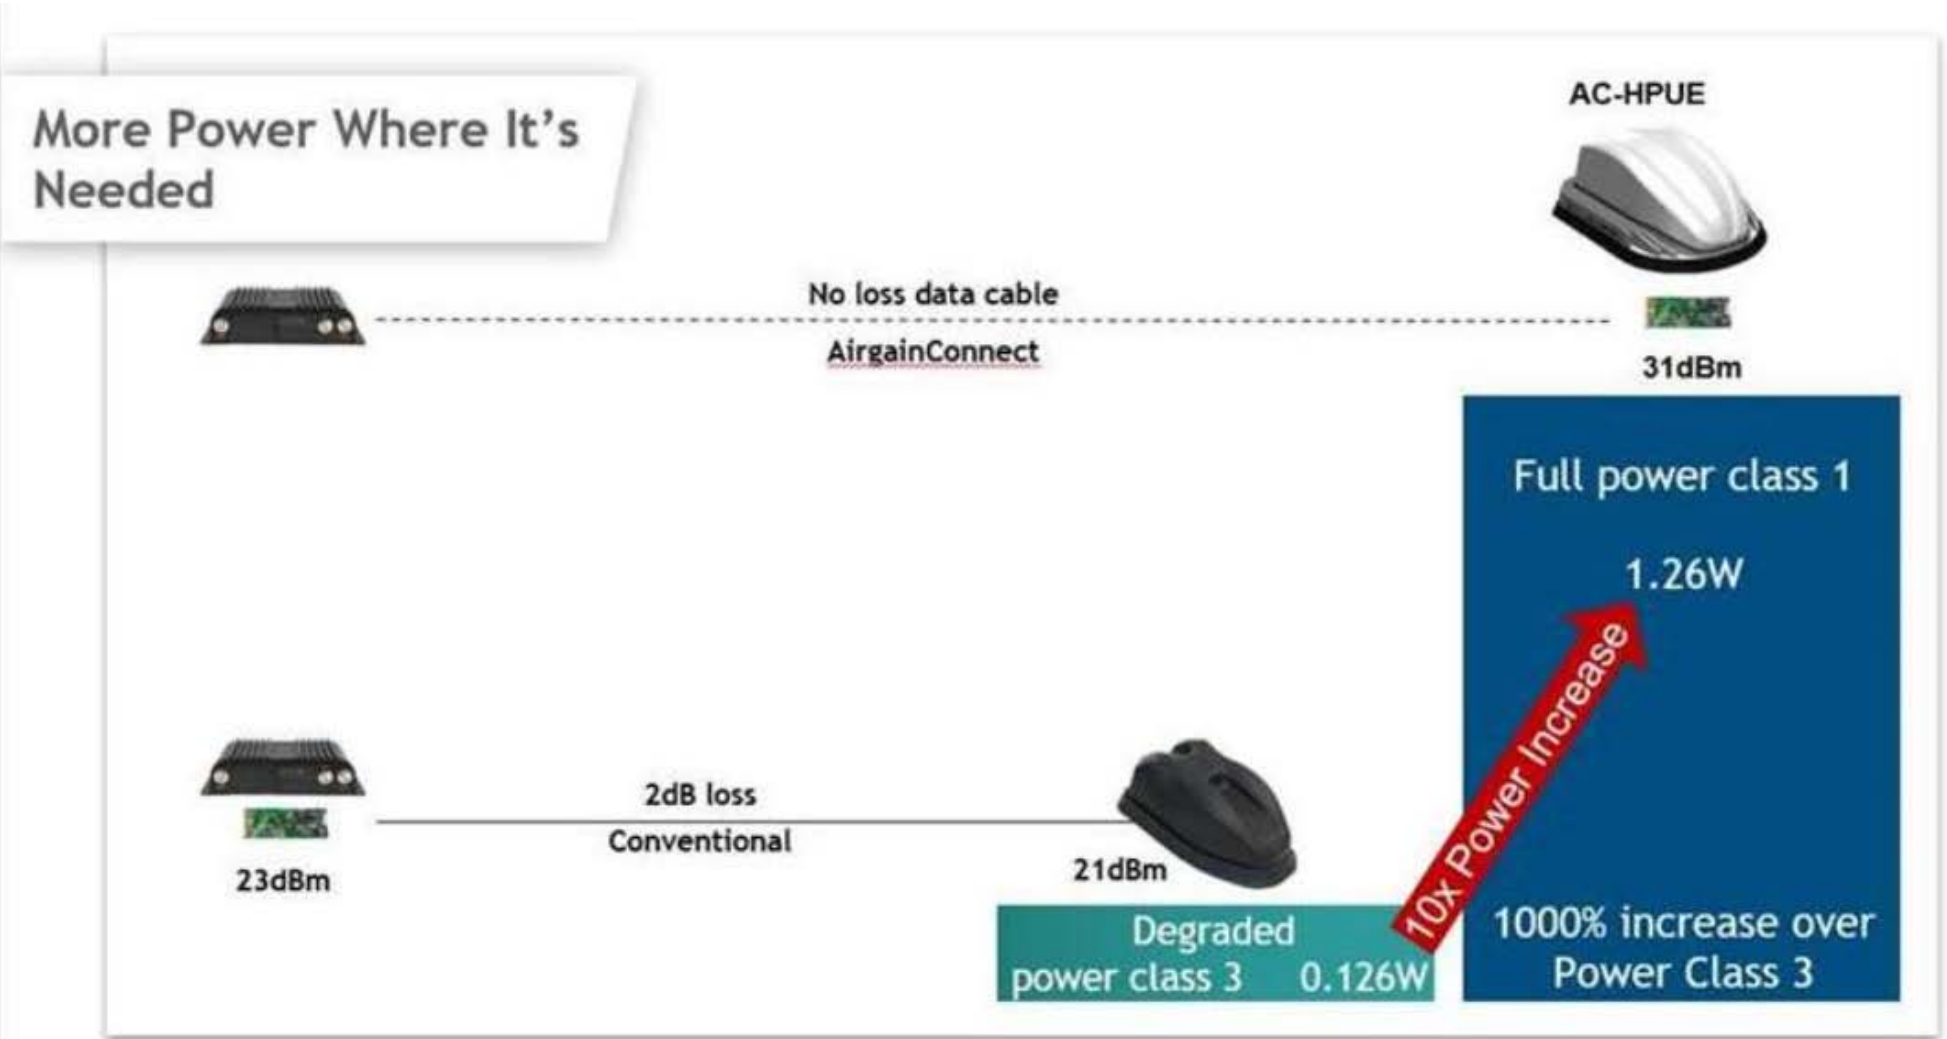 More Power Where It's
Needed
AC-HPUE
No loss data cable
AirgainConnect
31dBm
Full power class 1
1.26W
10x Power Increase
2dB loss
Conventional
23dBm
21dBm
Degraded
power class 3 0.126W
1000% increase over
Power Class 3